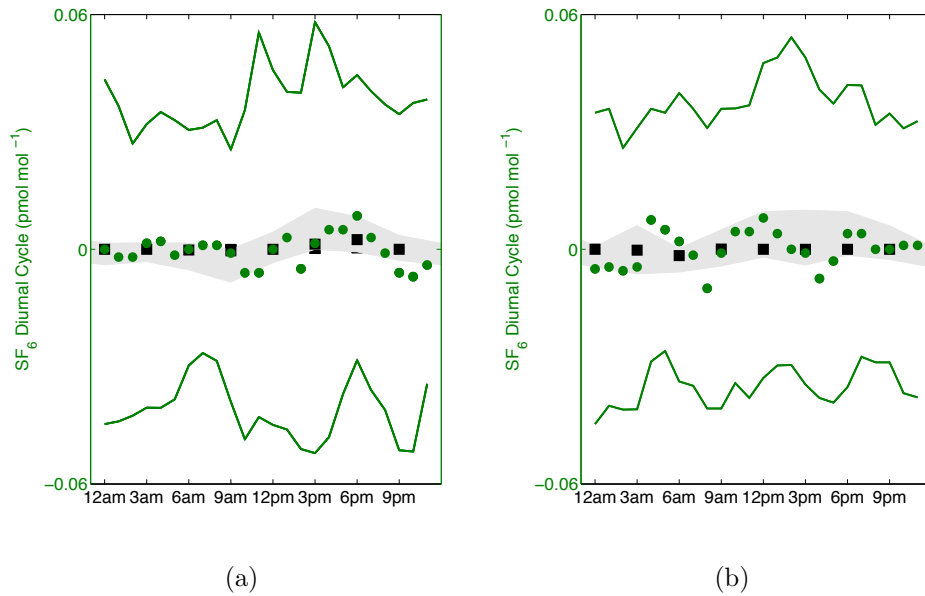 0.06
0
−0.06
SF6 Diurnal Cycle (pmol mol −1)
12am 3am 6am 9am 12pm 3pm 6pm 9pm
(a)
0.06
0
−0.06
SF6 Diurnal Cycle (pmol mol −1)
12am 3am 6am 9am 12pm 3pm 6pm 9pm
(b)